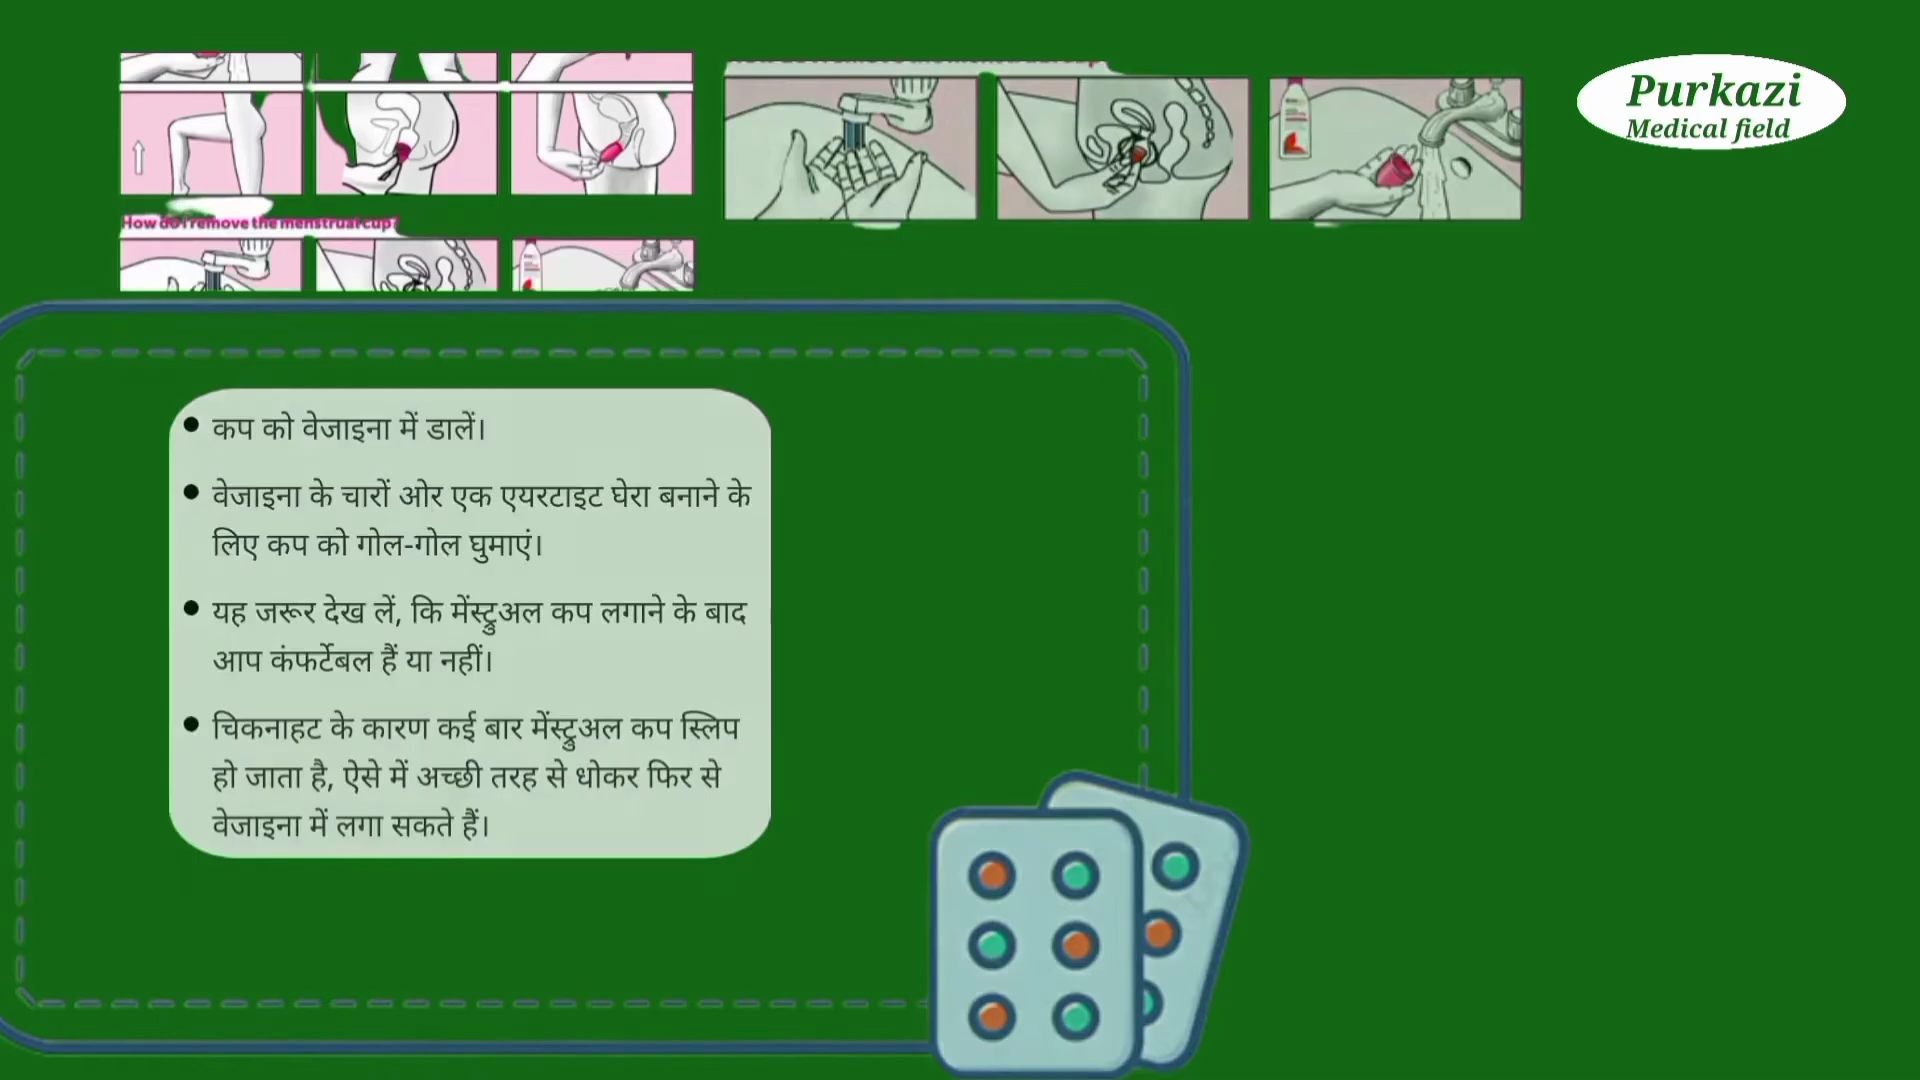 Purkazi
Medical field
How do I remove the menstrual cup?
• कप को वेजाइना में डालें।
• वेजाइना के चारों ओर एक एयरटाइट घेरा बनाने के
लिए कप को गोल-गोल घुमाएं।
• यह जरूर देख लें, कि मेंस्ट्रुअल कप लगाने के बाद
आप कंफर्टेबल हैं या नहीं।
• चिकनाहट के कारण कई बार मेंस्ट्रुअल कप स्लिप
हो जाता है, ऐसे में अच्छी तरह से धोकर फिर से
वेजाइना में लगा सकते हैं।